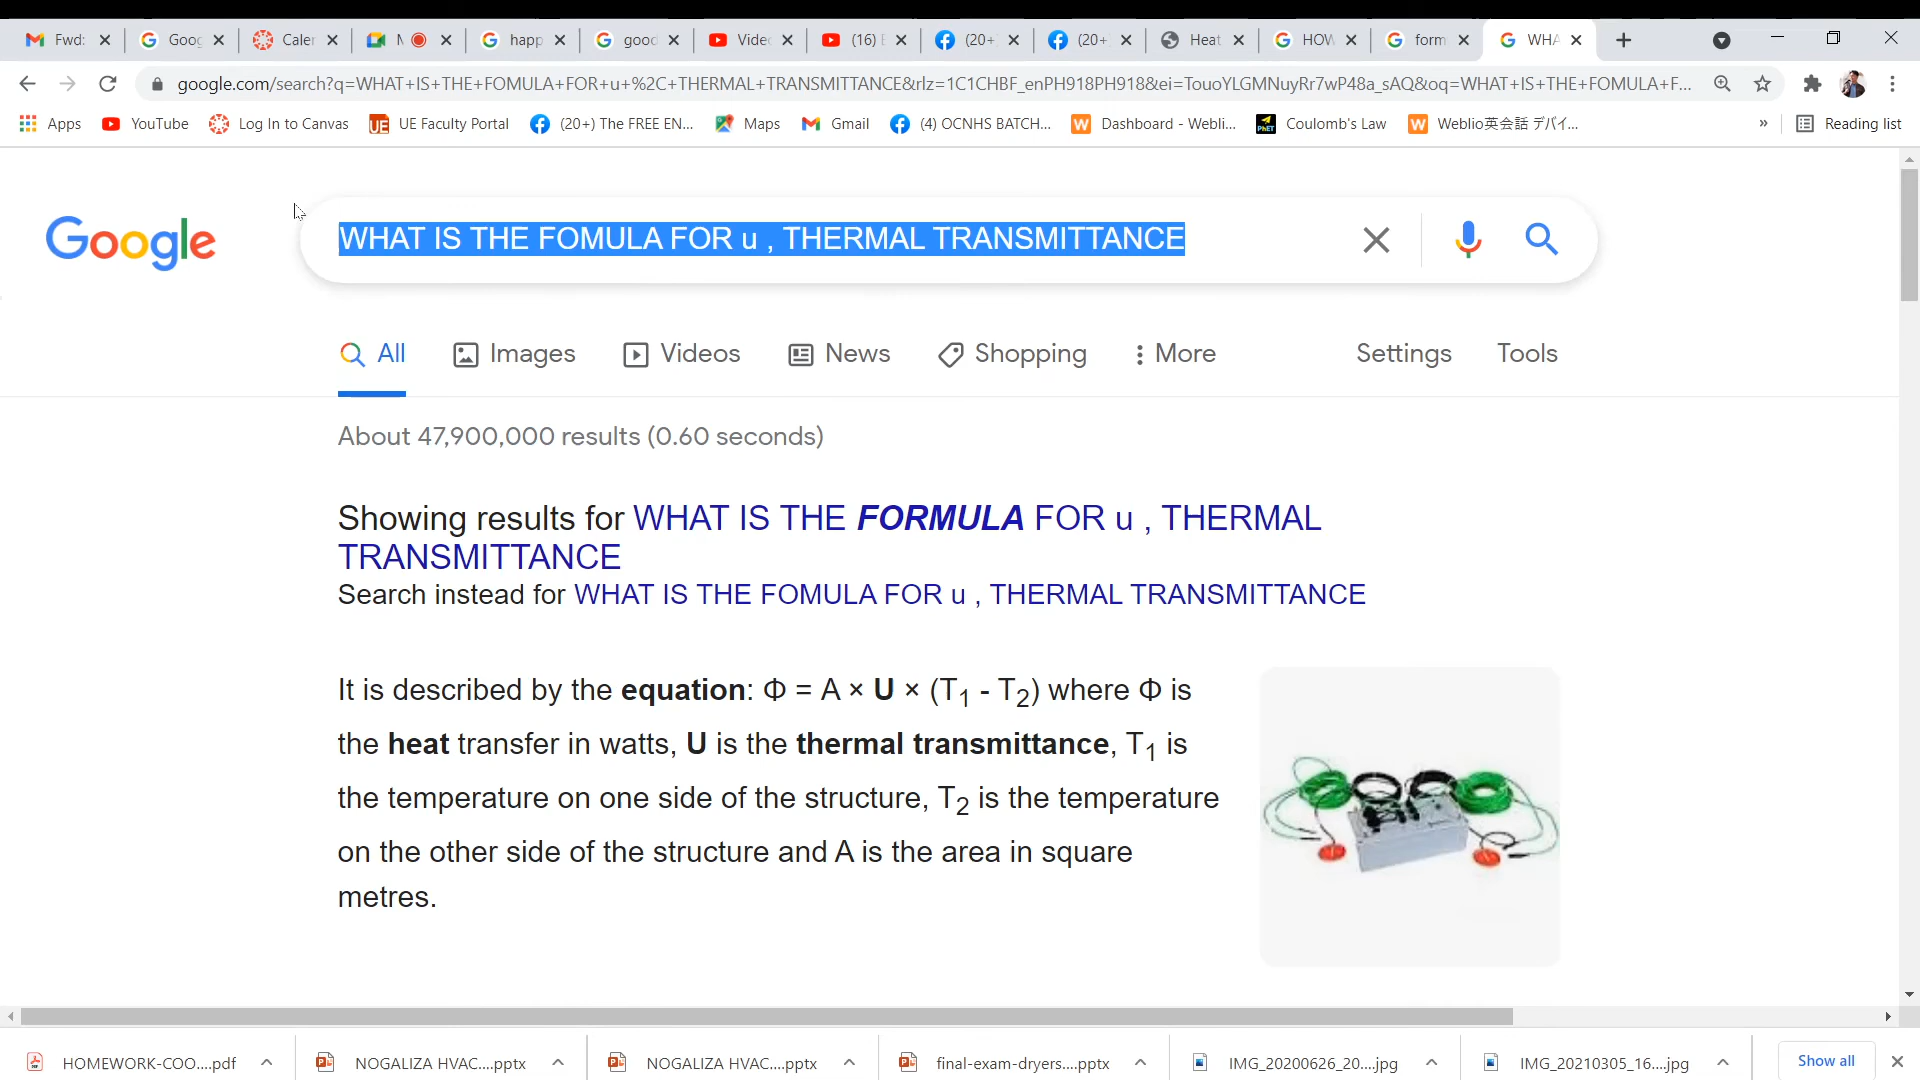 Fwd:
Goog
Caler
happ
good
Vide
(16)
(20+
(20+
Heat
HOW
form
WHA
google.com/search?q=WHAT+IS+THE+FOMULA+FOR+u+%2C+THERMAL+TRANSMITTANCE&rlz=1C1CHBF_enPH918PH918&ei=TouoYLGMNuyRr7wP48a_sAQ&oq=WHAT+IS+THE+FOMULA+F...
Apps YouTube Log In to Canvas UE Faculty Portal (20+) The FREE EN... Maps Gmail (4) OCNHS BATCH... Dashboard - Webli... Coulomb's Law Weblio英会話 デバイ... » Reading list
Google
WHAT IS THE FOMULA FOR u , THERMAL TRANSMITTANCE
All Images Videos News Shopping More Settings Tools
About 47,900,000 results (0.60 seconds)
Showing results for WHAT IS THE FORMULA FOR u , THERMAL
TRANSMITTANCE
Search instead for WHAT IS THE FOMULA FOR u , THERMAL TRANSMITTANCE
It is described by the equation: Φ = A × U × (T1 - T2) where Φ is
the heat transfer in watts, U is the thermal transmittance, T1 is
the temperature on one side of the structure, T2 is the temperature
on the other side of the structure and A is the area in square
metres.
HOMEWORK-COO....pdf
NOGALIZA HVAC....pptx
NOGALIZA HVAC....pptx
final-exam-dryers....pptx
IMG_20200626_20....jpg
IMG_20210305_16....jpg
Show all